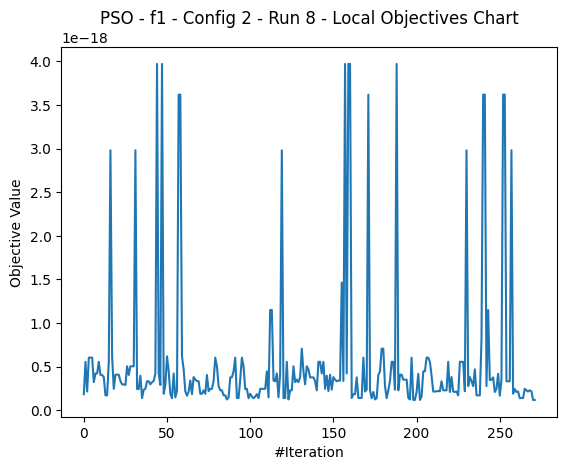 PSO - f1 - Config 2 - Run 8 - Local Objectives Chart
1e−18
4.0
3.5
3.0
2.5
2.0
1.5
1.0
0.5
0.0
Objective Value
0 50 100 150 200 250
#Iteration